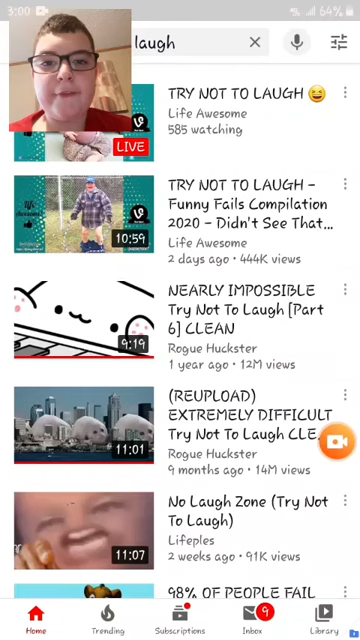 3:00
64%
laugh
TRY NOT TO LAUGH 😆
Life Awesome
585 watching
LIVE
TRY NOT TO LAUGH –
Funny Fails Compilation
2020 – Didn't See That...
Life Awesome
2 days ago • 444K views
10:59
NEARLY IMPOSSIBLE
Try Not To Laugh [Part
6] CLEAN
Rogue Huckster
1 year ago • 12M views
9:19
(REUPLOAD)
EXTREMELY DIFFICULT
Try Not To Laugh CLE...
Rogue Huckster
9 months ago • 14M views
11:01
No Laugh Zone (Try Not
To Laugh)
Lifeples
2 weeks ago • 91K views
11:07
98% OF PEOPLE FAIL
9
Home
Trending
Subscriptions
Inbox
Library